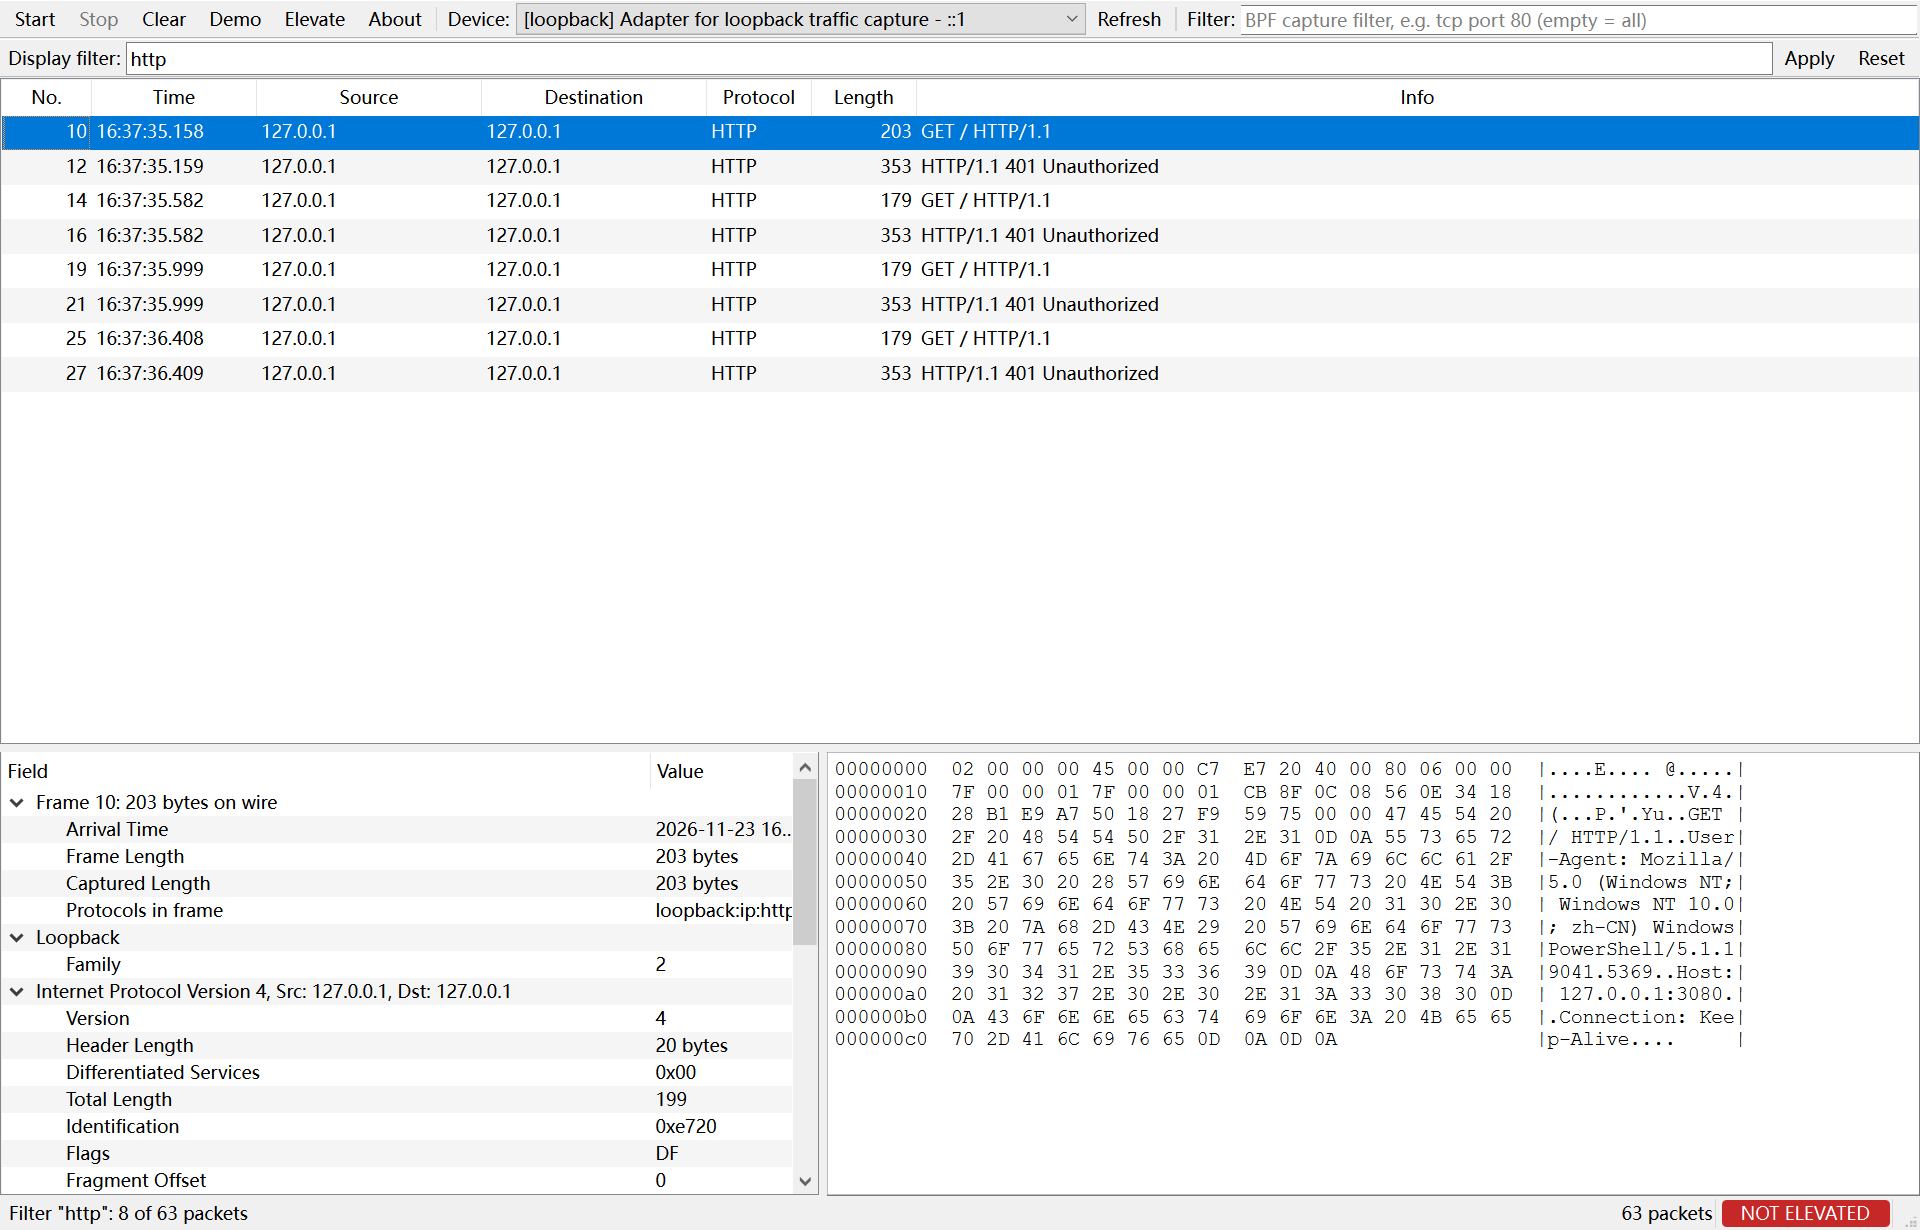 Start Stop Clear Demo Elevate About Device: [loopback] Adapter for loopback traffic capture - ::1 Refresh Filter: BPF capture filter, e.g. tcp port 80 (empty = all)
Display filter: http Apply Reset
No. Time Source Destination Protocol Length Info
10 16:37:35.158 127.0.0.1 127.0.0.1 HTTP 203 GET / HTTP/1.1
12 16:37:35.159 127.0.0.1 127.0.0.1 HTTP 353 HTTP/1.1 401 Unauthorized
14 16:37:35.582 127.0.0.1 127.0.0.1 HTTP 179 GET / HTTP/1.1
16 16:37:35.582 127.0.0.1 127.0.0.1 HTTP 353 HTTP/1.1 401 Unauthorized
19 16:37:35.999 127.0.0.1 127.0.0.1 HTTP 179 GET / HTTP/1.1
21 16:37:35.999 127.0.0.1 127.0.0.1 HTTP 353 HTTP/1.1 401 Unauthorized
25 16:37:36.408 127.0.0.1 127.0.0.1 HTTP 179 GET / HTTP/1.1
27 16:37:36.409 127.0.0.1 127.0.0.1 HTTP 353 HTTP/1.1 401 Unauthorized
Field Value
Frame 10: 203 bytes on wire
Arrival Time 2026-11-23 16...
Frame Length 203 bytes
Captured Length 203 bytes
Protocols in frame loopback:ip:http
Loopback
Family 2
Internet Protocol Version 4, Src: 127.0.0.1, Dst: 127.0.0.1
Version 4
Header Length 20 bytes
Differentiated Services 0x00
Total Length 199
Identification 0xe720
Flags DF
Fragment Offset 0
00000000 02 00 00 00 45 00 00 C7 E7 20 40 00 80 06 00 00 |....E.... @.....|
00000010 7F 00 00 01 7F 00 00 01 CB 8F 0C 08 56 0E 34 18 |............V.4.|
00000020 28 B1 E9 A7 50 18 27 F9 59 75 00 00 47 45 54 20 |(...P.'.Yu..GET |
00000030 2F 20 48 54 54 50 2F 31 2E 31 0D 0A 55 73 65 72 |/ HTTP/1.1..User|
00000040 2D 41 67 65 6E 74 3A 20 4D 6F 7A 69 6C 6C 61 2F |-Agent: Mozilla/|
00000050 35 2E 30 20 28 57 69 6E 64 6F 77 73 20 4E 54 3B |5.0 (Windows NT;|
00000060 20 57 69 6E 64 6F 77 73 20 4E 54 20 31 30 2E 30 | Windows NT 10.0|
00000070 3B 20 7A 68 2D 43 4E 29 20 57 69 6E 64 6F 77 73 |; zh-CN) Windows|
00000080 50 6F 77 65 72 53 68 65 6C 6C 2F 35 2E 31 2E 31 |PowerShell/5.1.1|
00000090 39 30 34 31 2E 35 33 36 39 0D 0A 48 6F 73 74 3A |9041.5369..Host:|
000000a0 20 31 32 37 2E 30 2E 30 2E 31 3A 33 30 38 30 0D | 127.0.0.1:3080.|
000000b0 0A 43 6F 6E 6E 65 63 74 69 6F 6E 3A 20 4B 65 65 |.Connection: Kee|
000000c0 70 2D 41 6C 69 76 65 0D 0A 0D 0A |p-Alive.... |
Filter "http": 8 of 63 packets 63 packets NOT ELEVATED